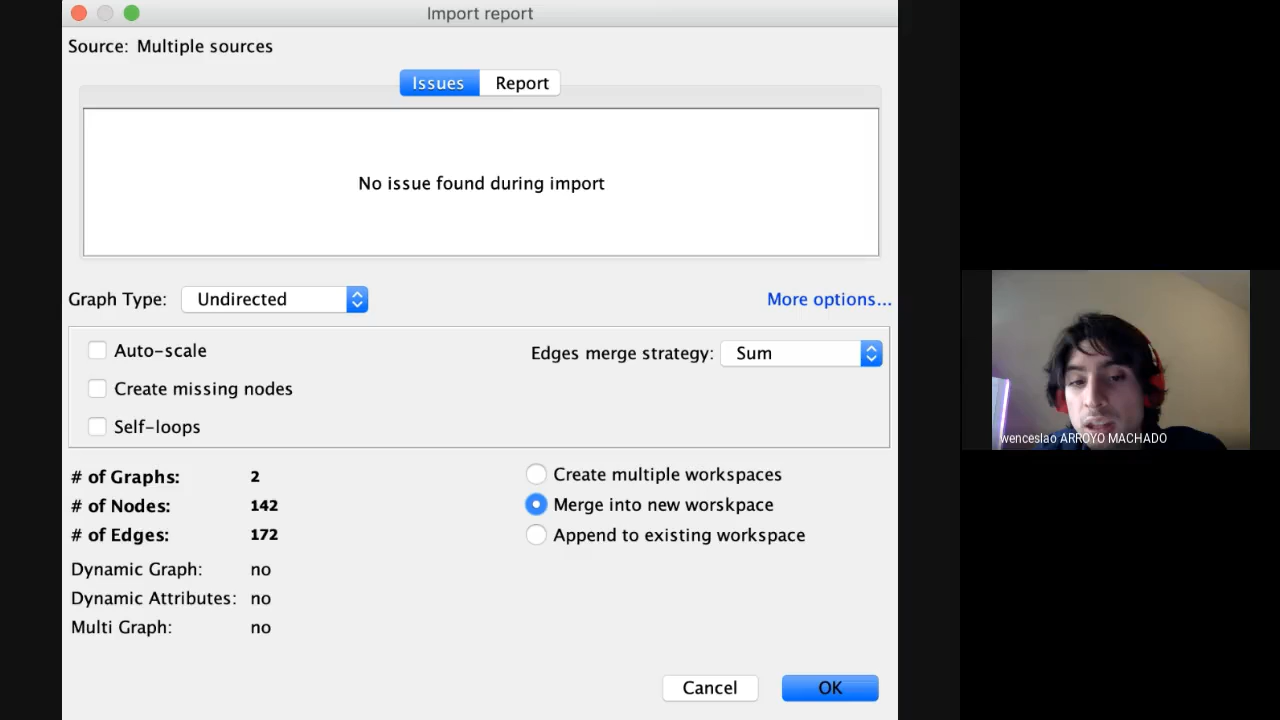 Import report
Source: Multiple sources
Issues
Report
No issue found during import
Graph Type: Undirected
More options...
Auto-scale
Edges merge strategy: Sum
Create missing nodes
Self-loops
# of Graphs: 2
# of Nodes: 142
# of Edges: 172
Dynamic Graph: no
Dynamic Attributes: no
Multi Graph: no
Create multiple workspaces
Merge into new worskpace
Append to existing workspace
Cancel
OK
wenceslao ARROYO MACHADO